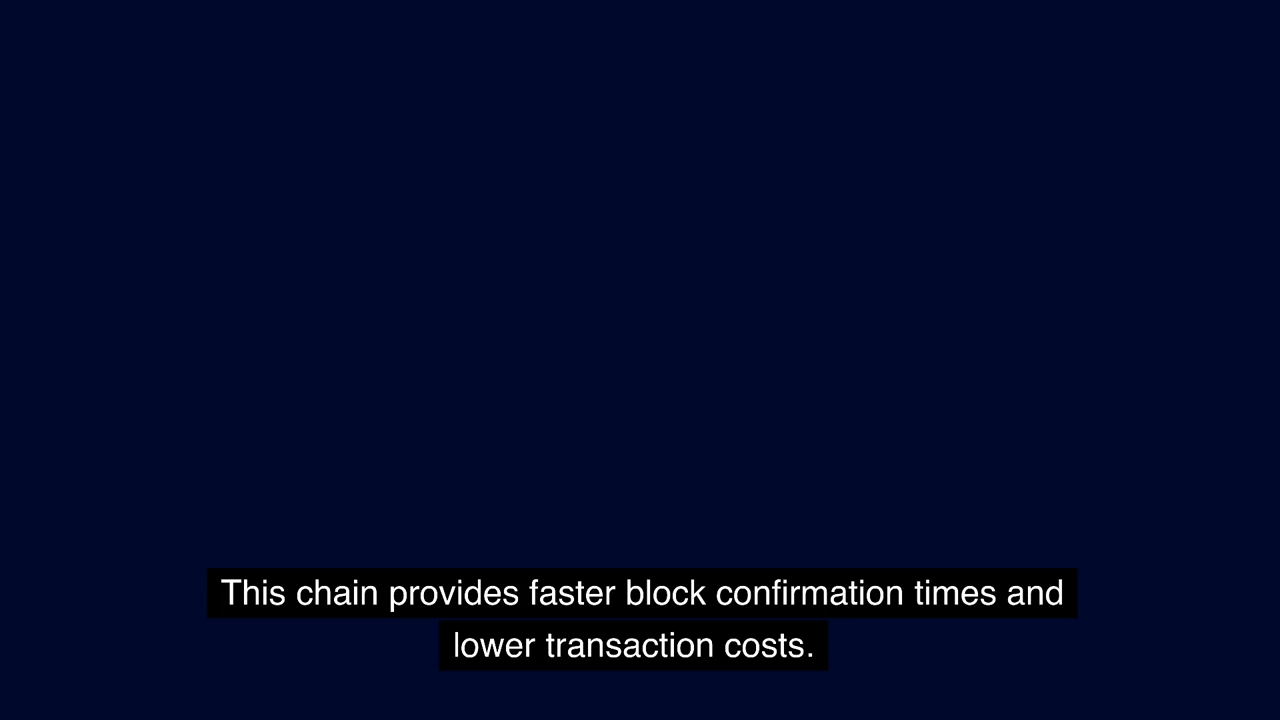 This chain provides faster block confirmation times and
lower transaction costs.